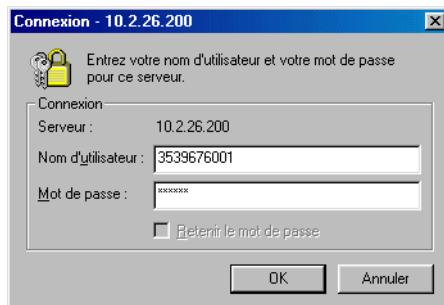 Connexion - 10.2.26.200
Entrez votre nom d'utilisateur et votre mot de passe
pour ce serveur.
Connexion
Serveur : 10.2.26.200
Nom d'utilisateur : 3539676001
Mot de passe : ******
Retenir le mot de passe
OK Annuler